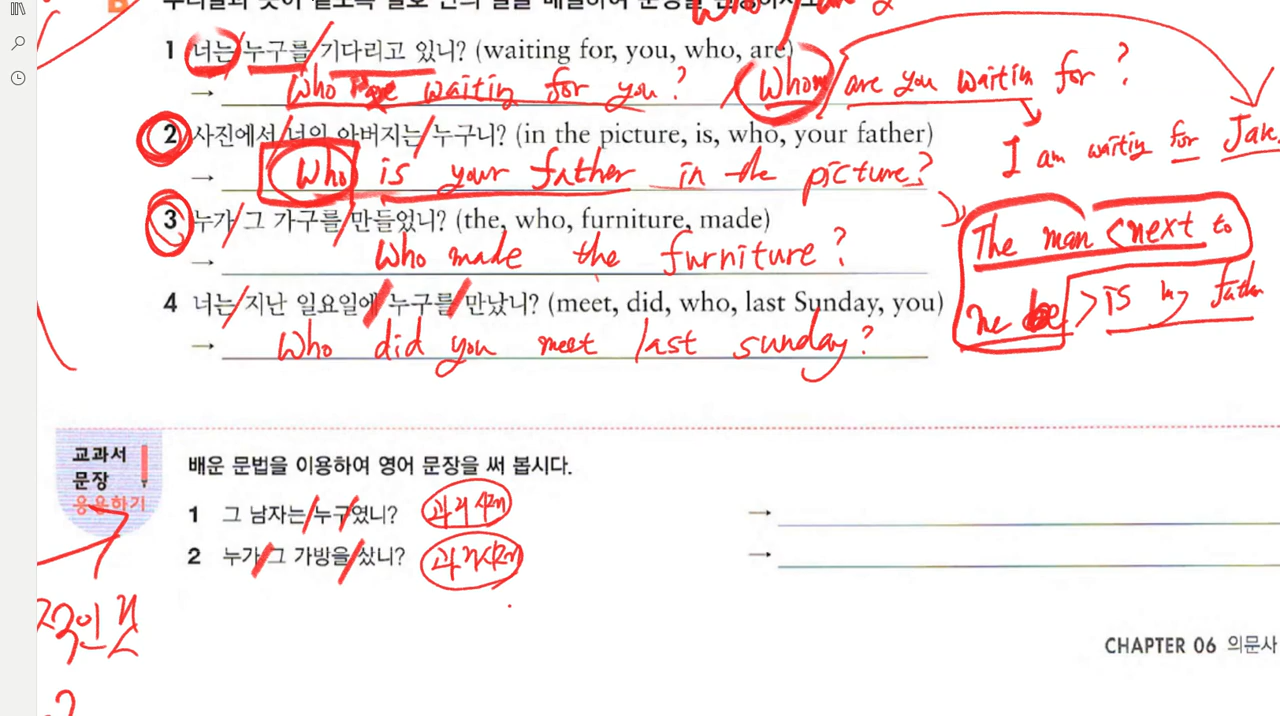 1 너는/누구를/기다리고 있니? (waiting for, you, who, are)
→ Who are waiting for you? / Whom / are you waiting for?
I am waiting for Jake.
2 사진에서/너의 아버지는/누구니? (in the picture, is, who, your father)
→ Who is your father in the picture?
3 누가/그 가구를/만들었니? (the, who, furniture, made)
→ Who made the furniture?
The man <next to
me> is my father
4 너는/지난 일요일에/누구를/만났니? (meet, did, who, last Sunday, you)
→ Who did you meet last sunday?
교과서
문장
응용하기
배운 문법을 이용하여 영어 문장을 써 봅시다.
1 그 남자는/누구였니? 과거시제 →
2 누가/그 가방을/샀니? 과거시제 →
CHAPTER 06 의문사